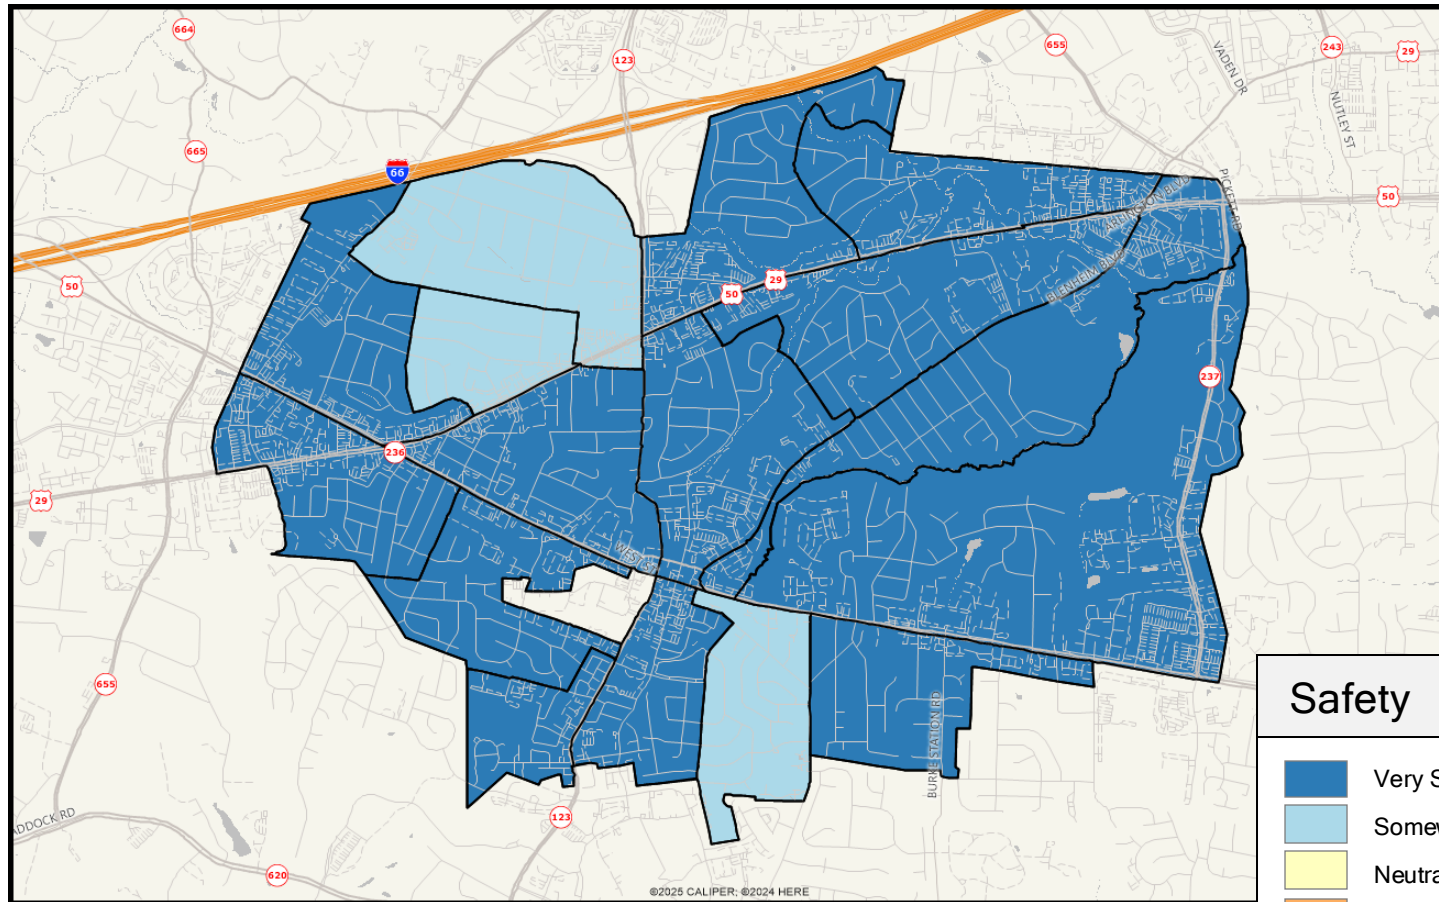 664
123
655
243
29
VADEN DR
NUTLEY ST
665
66
PICKETT RD
50
ARLINGTON BLVD
50
29
50
BLENHEIM BLVD
237
236
29
WEST ST
655
Safety
BURKE STATION RD
Very S
Somew
Neutra
ADDOCK RD
123
620
©2025 CALIPER; ©2024 HERE